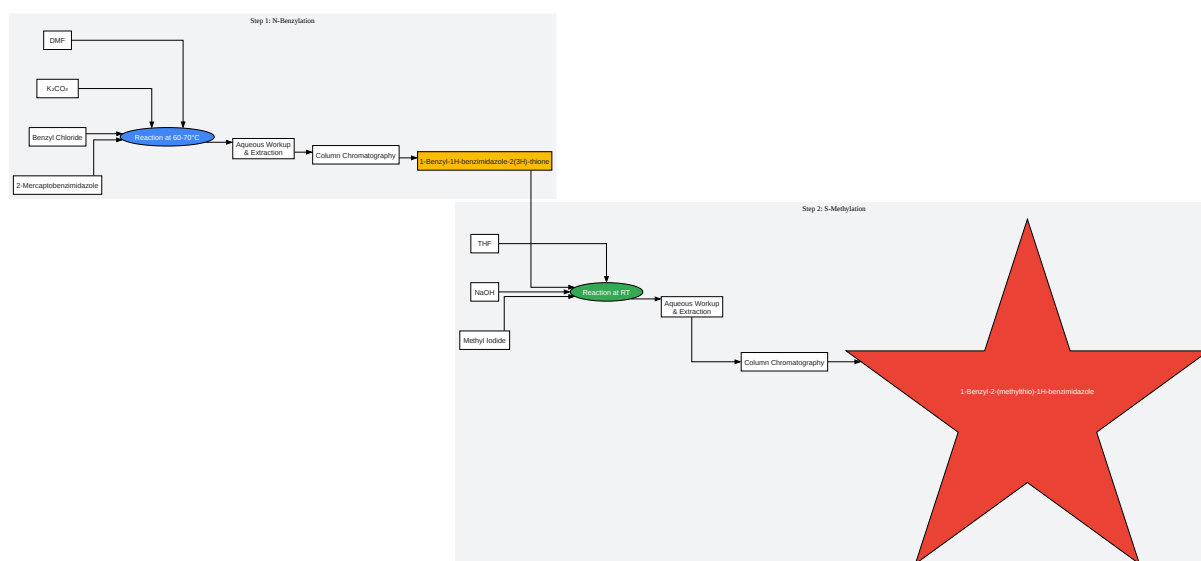 Step 1: N-Benzylation
DMF
K₂CO₃
Benzyl Chloride
Reaction at 60-70°C
2-Mercaptobenzimidazole
Aqueous Workup
& Extraction
Column Chromatography
1-Benzyl-1H-benzimidazole-2(3H)-thione
Step 2: S-Methylation
THF
NaOH
Reaction at RT
Methyl Iodide
Aqueous Workup
& Extraction
Column Chromatography
1-Benzyl-2-(methylthio)-1H-benzimidazole